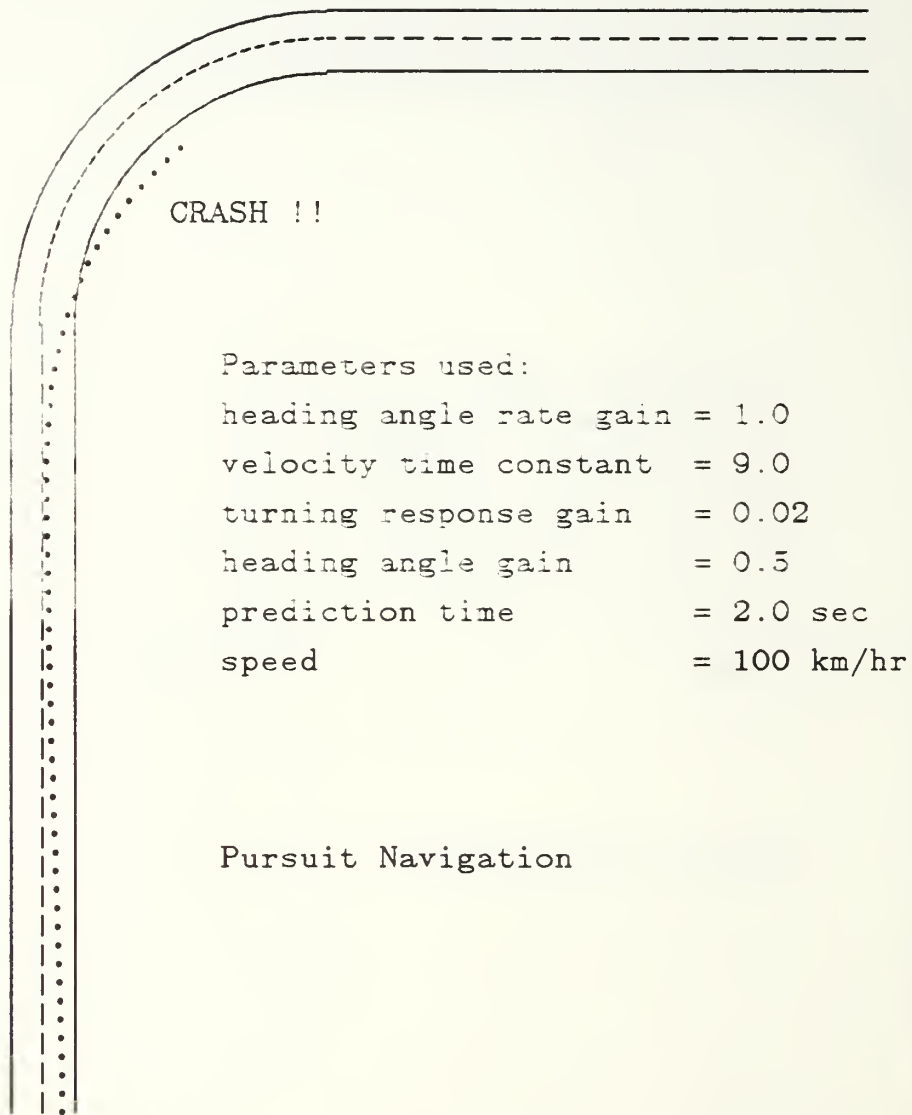 CRASH !!
Parameters used:
heading angle rate gain = 1.0
velocity time constant = 9.0
turning response gain = 0.02
heading angle gain = 0.5
prediction time = 2.0 sec
speed = 100 km/hr
Pursuit Navigation